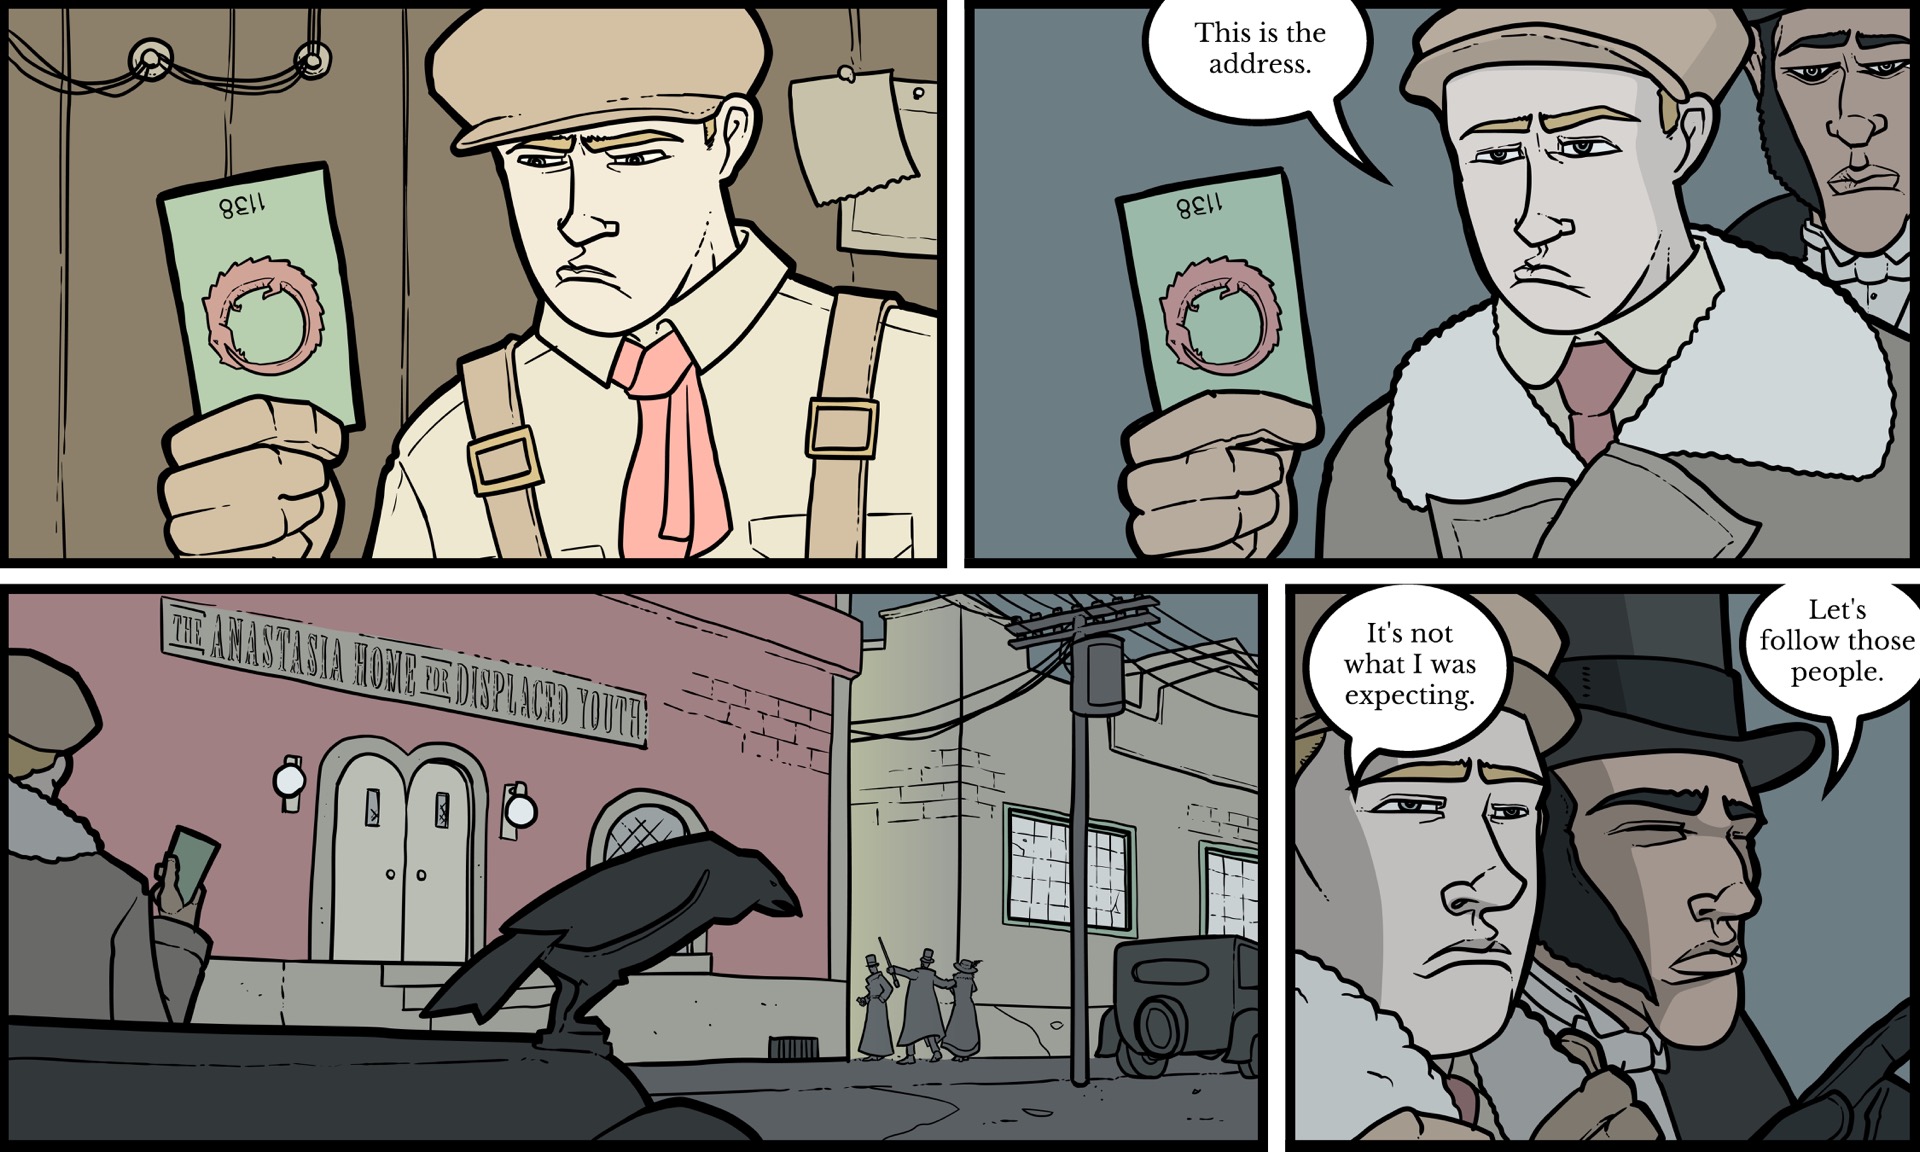 1138
1138
This is the
address.
THE ANASTASIA HOME FOR DISPLACED YOUTH
It's not
what I was
expecting.
Let's
follow those
people.